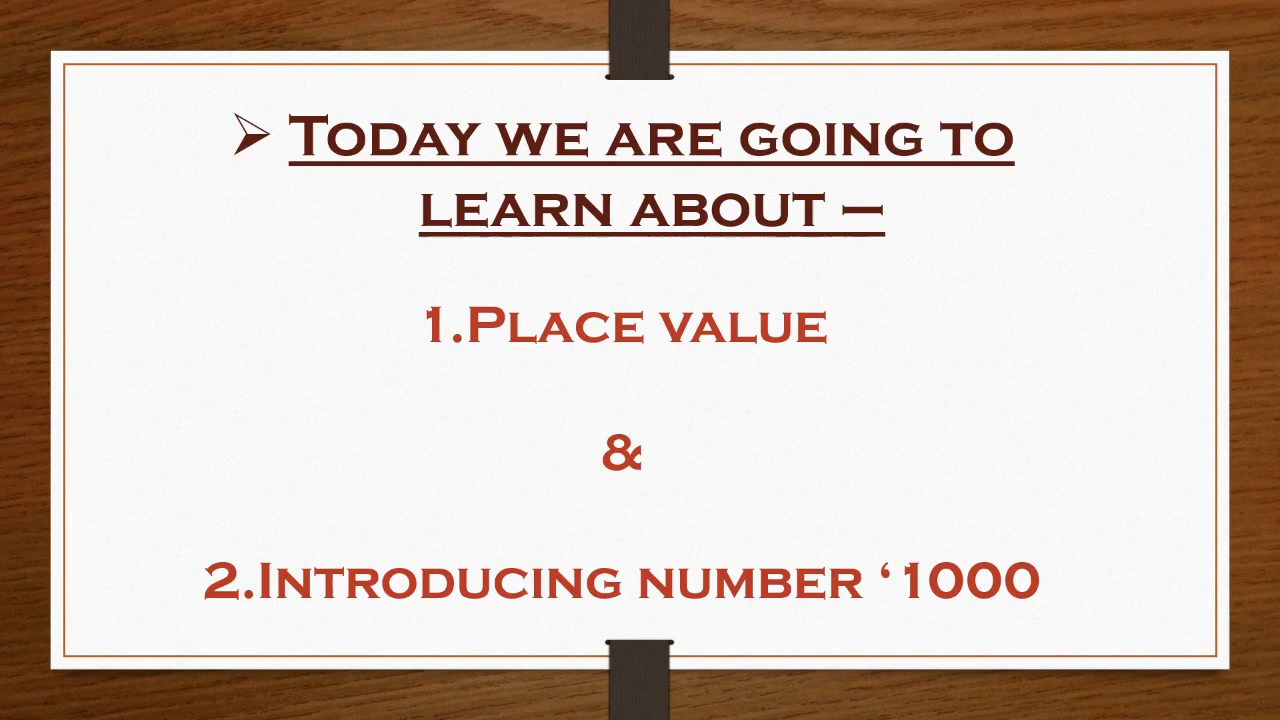 ➢ Today we are going to
learn about –
1.Place value
&
2.Introducing number ‘1000